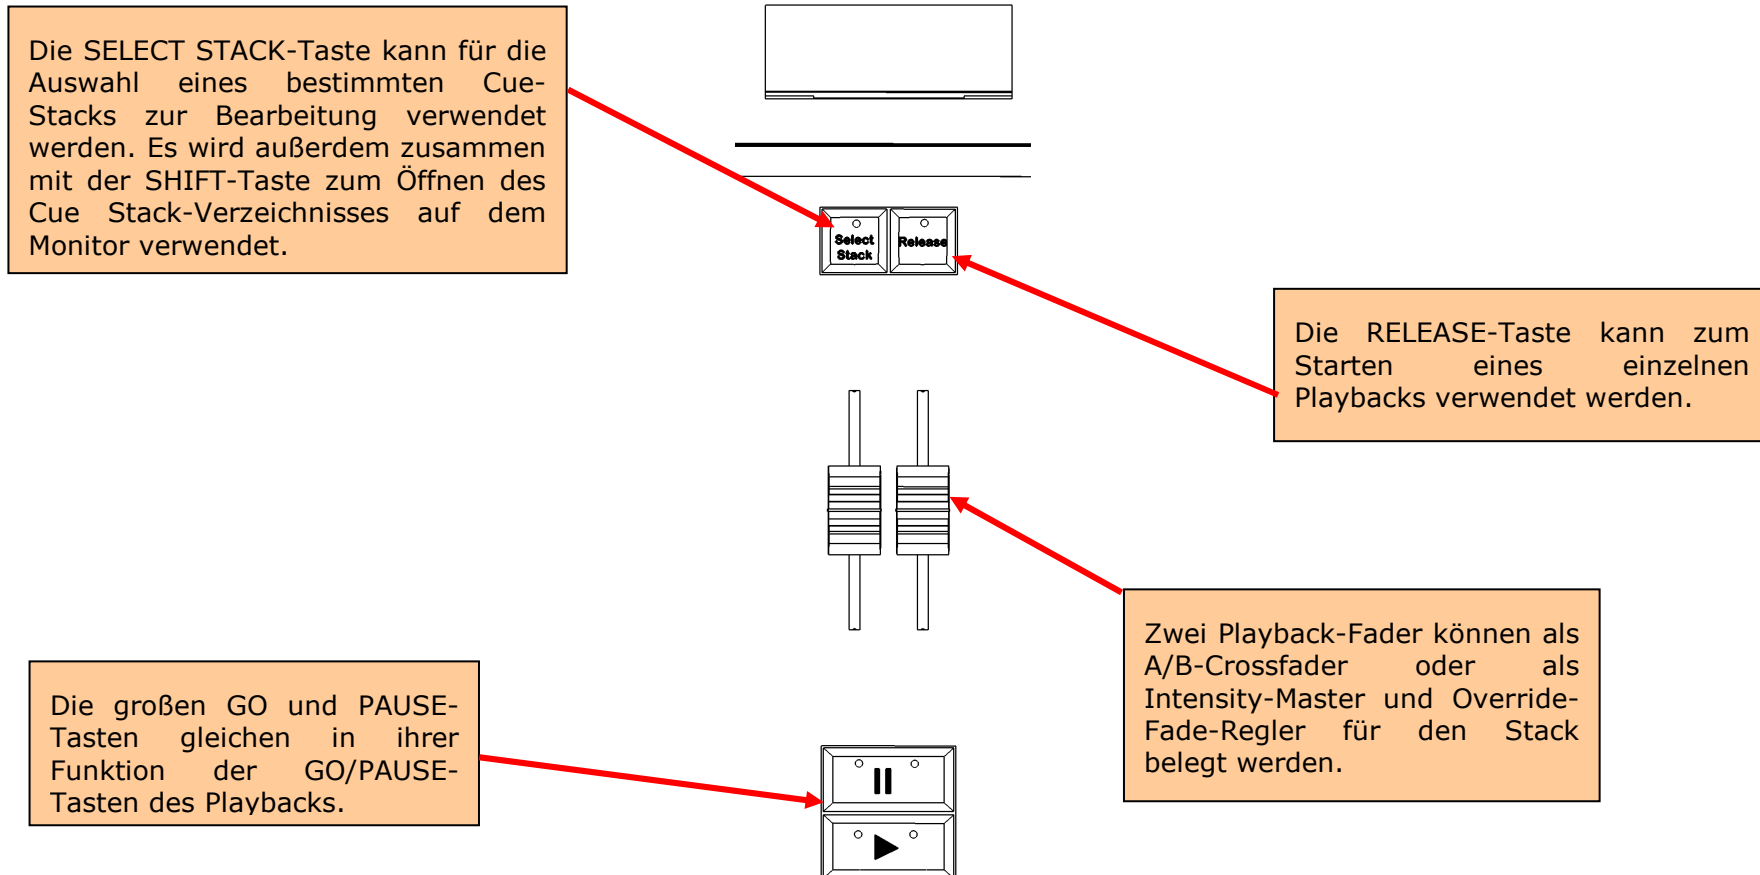 Die SELECT STACK-Taste kann für die
Auswahl eines bestimmten Cue-
Stacks zur Bearbeitung verwendet
werden. Es wird außerdem zusammen
mit der SHIFT-Taste zum Öffnen des
Cue Stack-Verzeichnisses auf dem
Monitor verwendet.
Select
Stack
Release
Die RELEASE-Taste kann zum
Starten eines einzelnen
Playbacks verwendet werden.
Zwei Playback-Fader können als
A/B-Crossfader oder als
Intensity-Master und Override-
Fade-Regler für den Stack
belegt werden.
Die großen GO und PAUSE-
Tasten gleichen in ihrer
Funktion der GO/PAUSE-
Tasten des Playbacks.